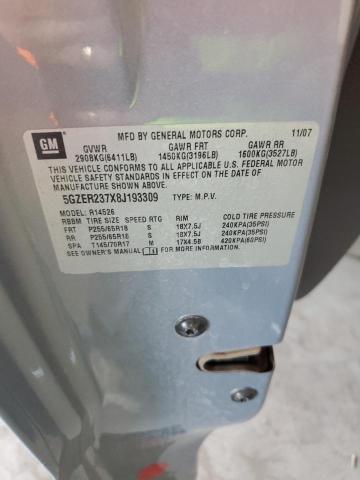 GM
MFD BY GENERAL MOTORS CORP. 11/07
GVWR GAWR FRT GAWR RR
2908KG(6411LB) 1450KG(3196LB) 1600KG(3527LB)
THIS VEHICLE CONFORMS TO ALL APPLICABLE U.S. FEDERAL MOTOR
VEHICLE SAFETY STANDARDS IN EFFECT ON THE DATE OF
MANUFACTURE SHOWN ABOVE.
5GZER237X8J193309 TYPE: M.P.V.
MODEL: R14526
RBBM TIRE SIZE SPEED RTG RIM COLD TIRE PRESSURE
FRT P255/65R18 S 18X7.5J 240KPA(35PSI)
RR P255/65R18 S 18X7.5J 240KPA(35PSI)
SPA T145/70R17 M 17X4.5B 420KPA(60PSI)
SEE OWNER'S MANUAL FOR MORE INFORMATION.